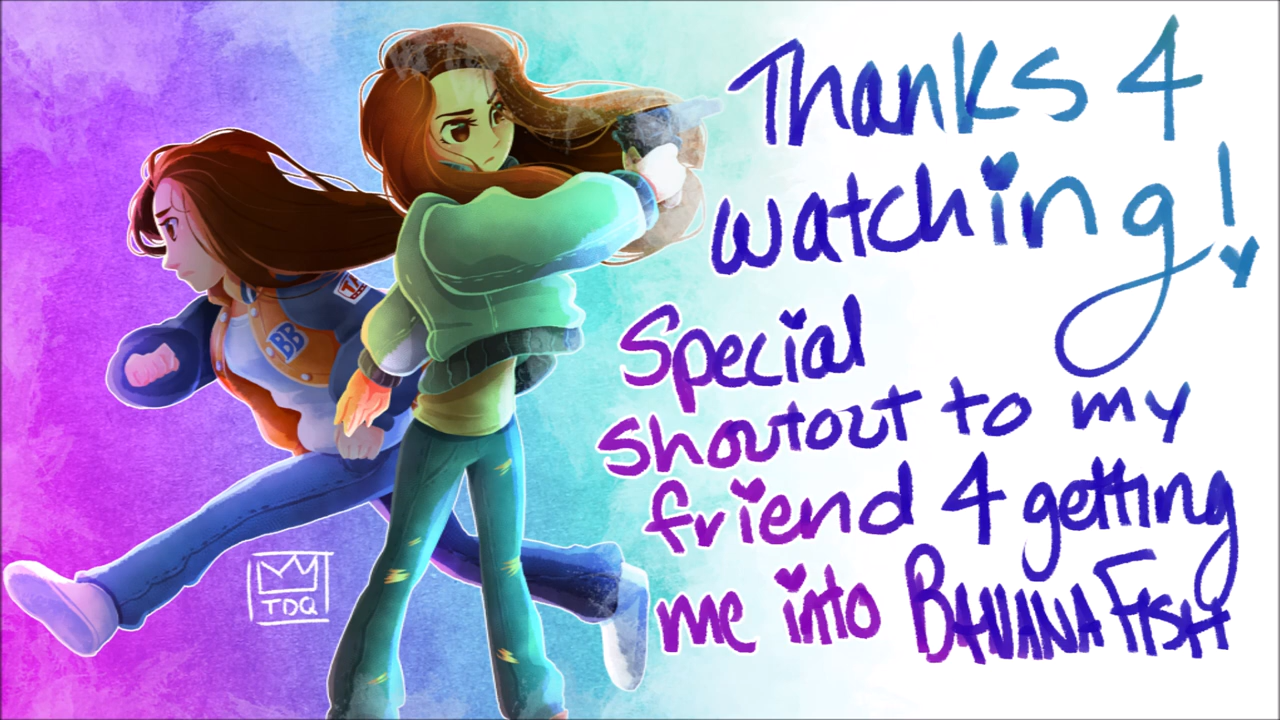 Thanks 4
watching!
Special
shoutout to my
friend 4 getting
me into BANANA FISH
BB
TDQ